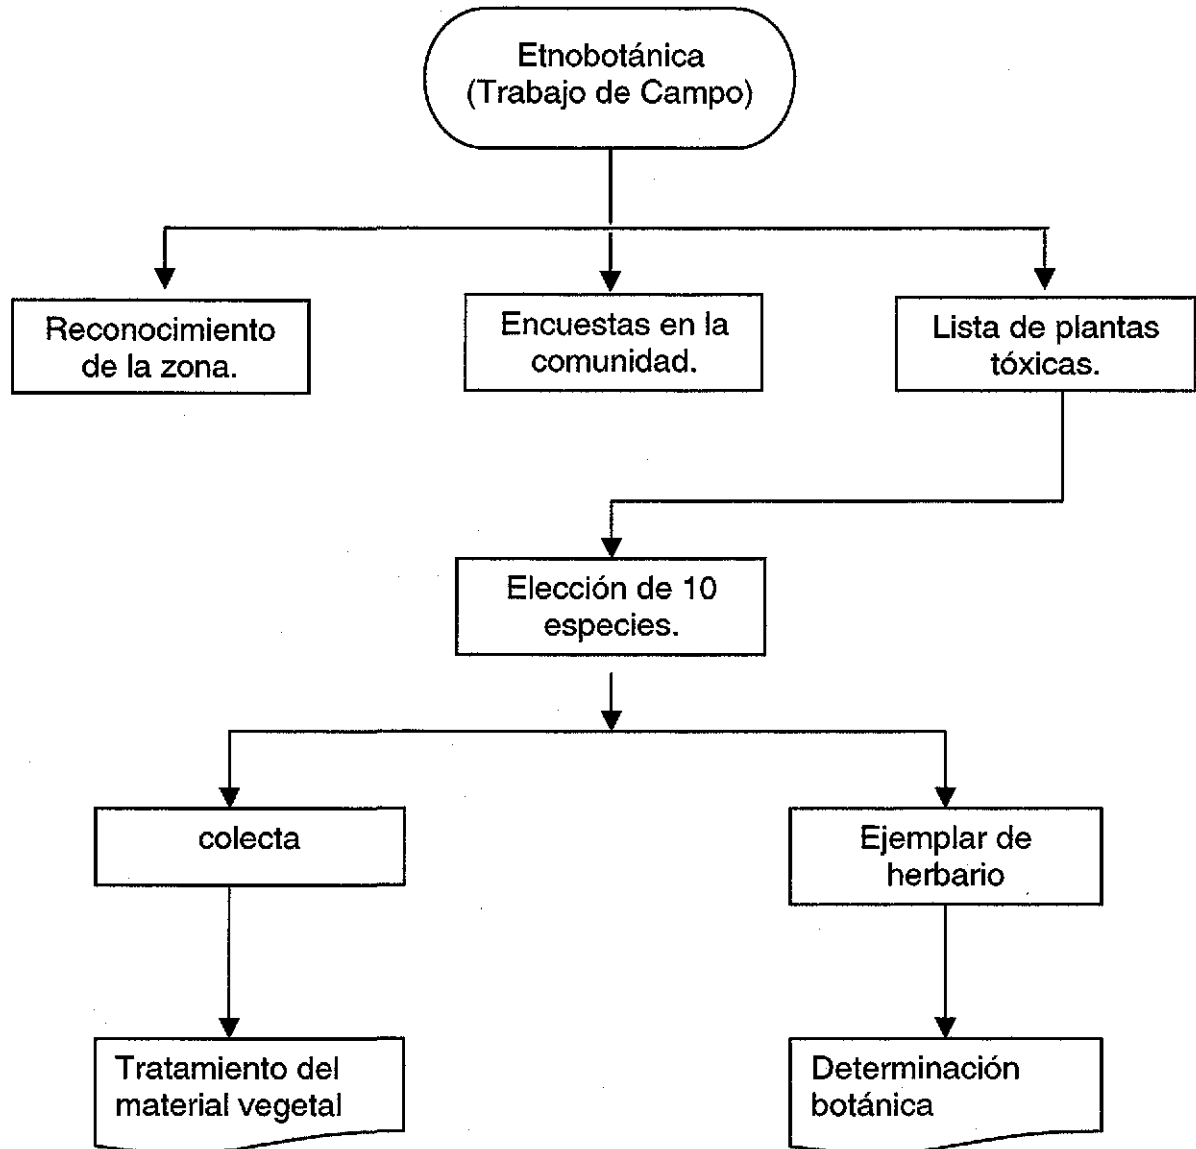 Etnobotánica
(Trabajo de Campo)
Reconocimiento
de la zona.
Encuestas en la
comunidad.
Lista de plantas
tóxicas.
Elección de 10
especies.
colecta
Ejemplar de
herbario
Tratamiento del
material vegetal
Determinación
botánica